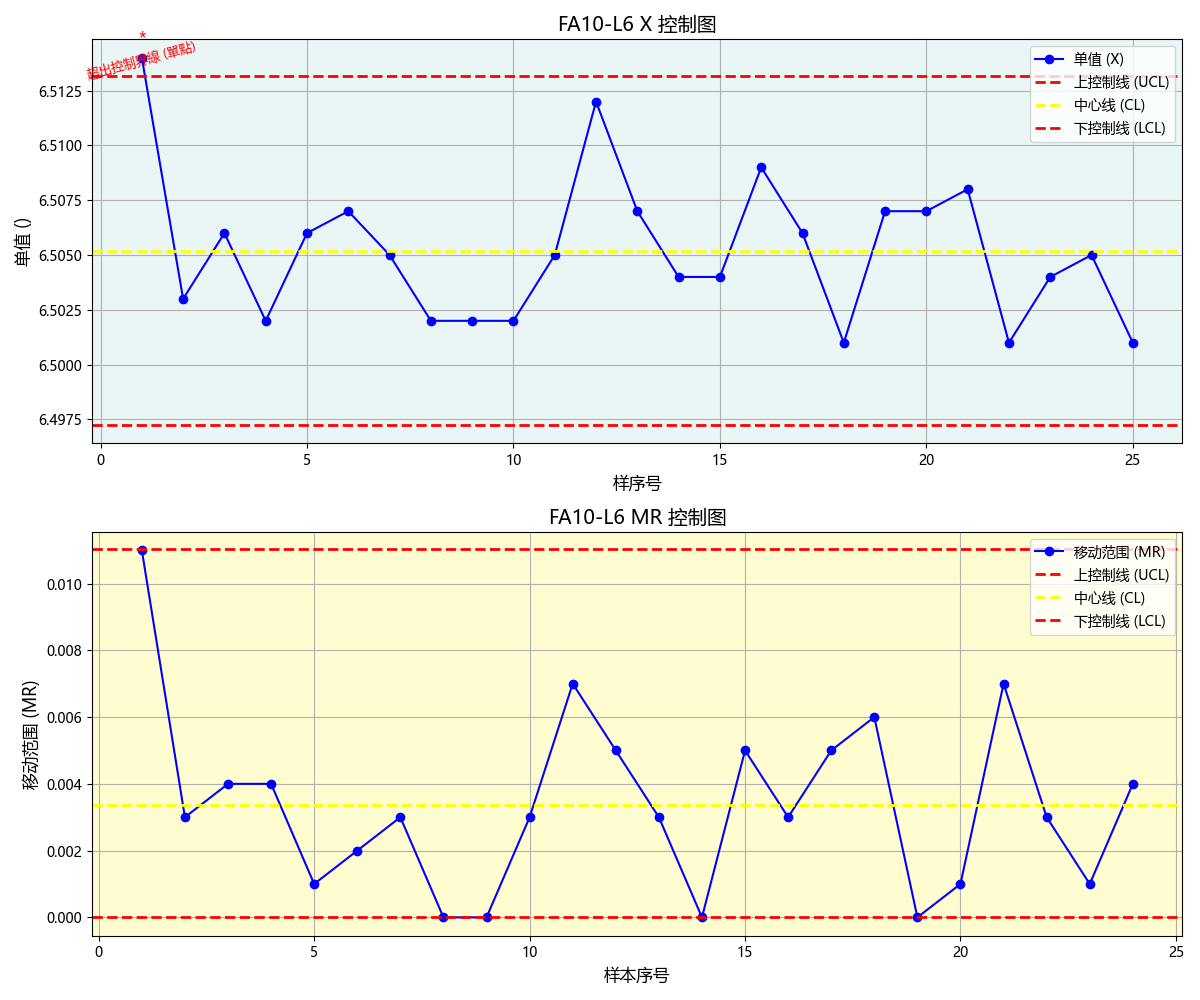 FA10-L6 X 控制图
*
超出控制界線 (單點)
单值 (X)
上控制线 (UCL)
中心线 (CL)
下控制线 (LCL)
单值 ()
6.5125
6.5100
6.5075
6.5050
6.5025
6.5000
6.4975
0 5 10 15 20 25
样序号
FA10-L6 MR 控制图
移动范围 (MR)
上控制线 (UCL)
中心线 (CL)
下控制线 (LCL)
移动范围 (MR)
0.010
0.008
0.006
0.004
0.002
0.000
0 5 10 15 20 25
样本序号